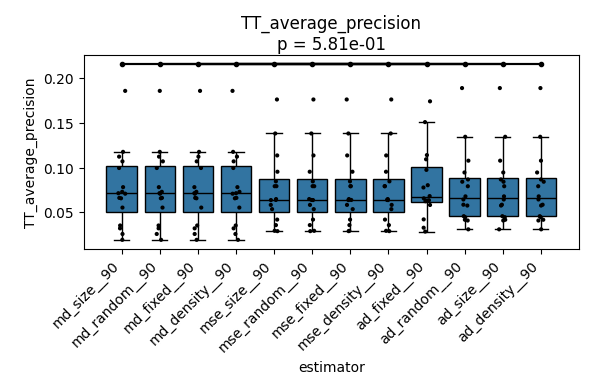 TT_average_precision
p = 5.81e-01
TT_average_precision
0.20
0.15
0.10
0.05
md_size__90
md_random__90
md_fixed__90
md_density__90
mse_size__90
mse_random__90
mse_fixed__90
mse_density__90
ad_fixed__90
ad_random__90
ad_size__90
ad_density__90
estimator